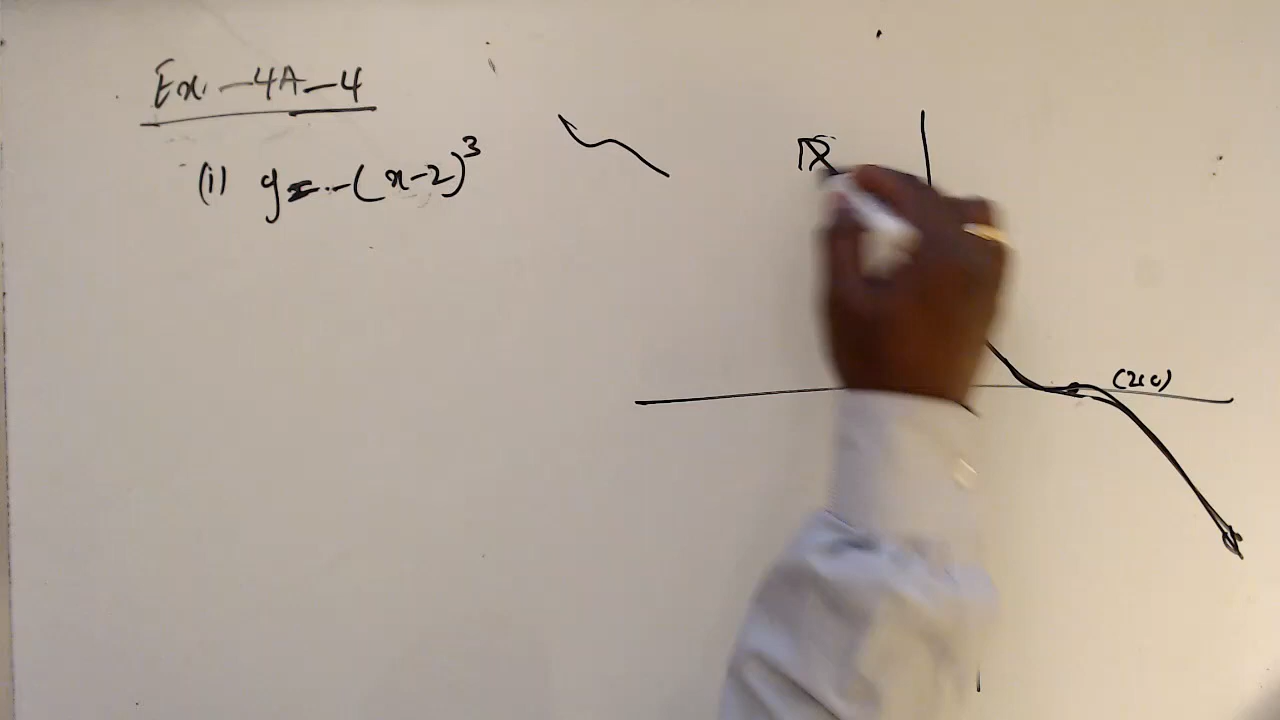 Ex. - 4A - 4
(i) y = -(x-2)³
(2,0)